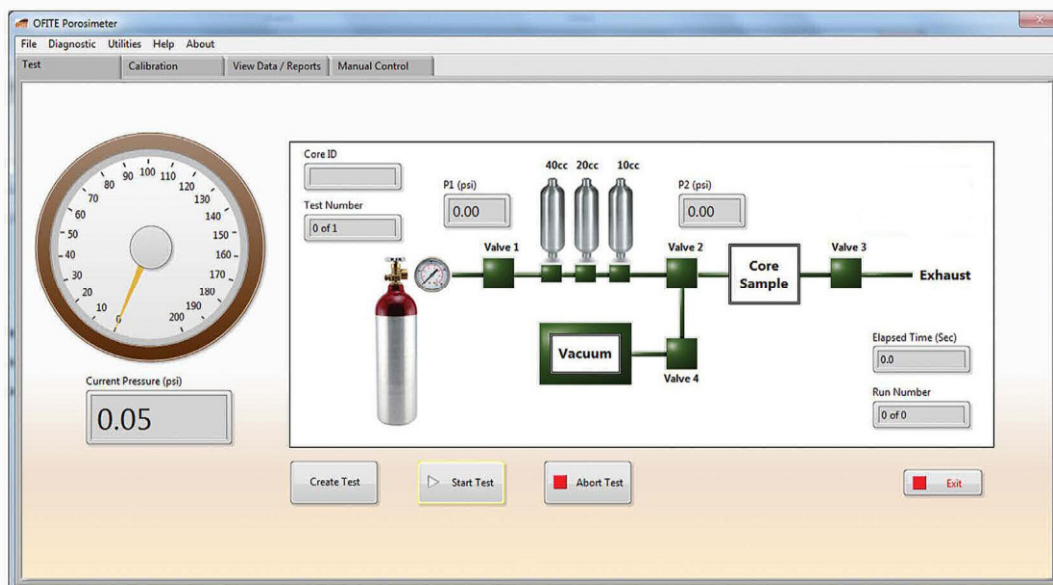 OFITE Porosimeter
File Diagnostic Utilities Help About
Test Calibration View Data / Reports Manual Control
0 10 20 30 40 50 60 70 80 90 100 110 120 130 140 150 160 170 180 190 200
Current Pressure (psi)
0.05
Core ID
Test Number
0 of 1
P1 (psi)
0.00
40cc 20cc 10cc
P2 (psi)
0.00
Valve 1
Valve 2
Valve 3
Core
Sample
Exhaust
Vacuum
Valve 4
Elapsed Time (Sec)
0.0
Run Number
0 of 0
Create Test
Start Test
Abort Test
Exit